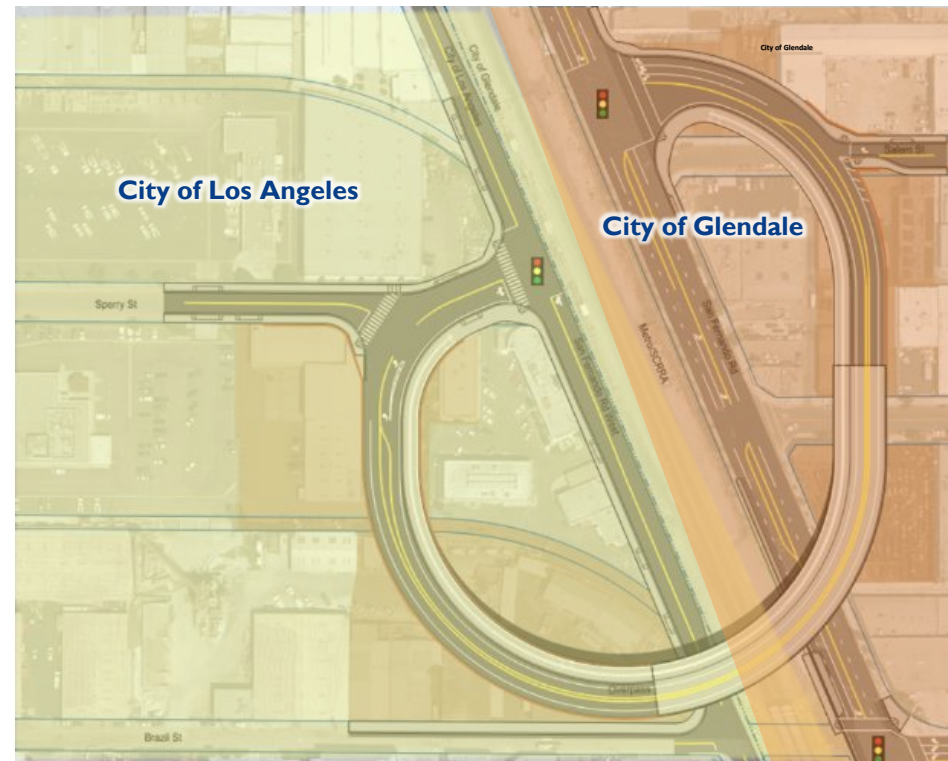 City of Glendale
City of Glendale
City of Los Angeles
Salem St
City of Los Angeles
City of Glendale
Sperry St
San Fernando Rd
Metro/SCRRA
San Fernando Rd West
Overpass
Brazil St